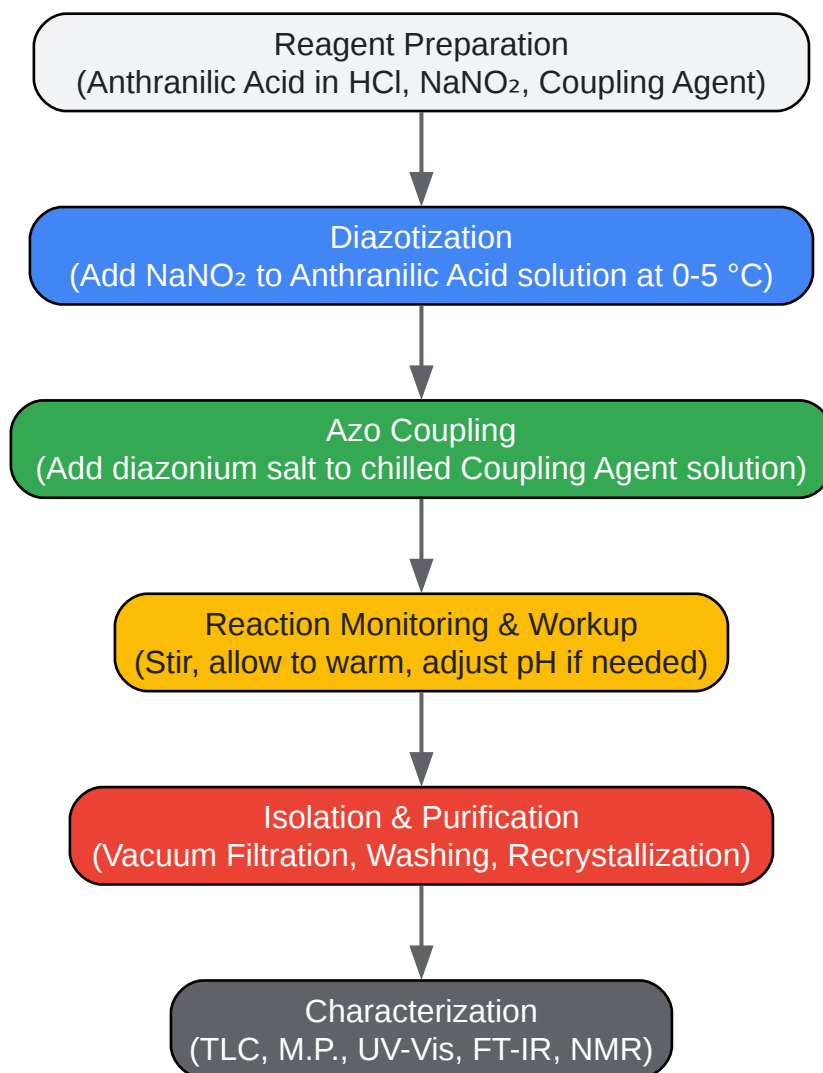 Reagent Preparation
(Anthranilic Acid in HCl, NaNO₂, Coupling Agent)
Diazotization
(Add NaNO₂ to Anthranilic Acid solution at 0-5 °C)
Azo Coupling
(Add diazonium salt to chilled Coupling Agent solution)
Reaction Monitoring & Workup
(Stir, allow to warm, adjust pH if needed)
Isolation & Purification
(Vacuum Filtration, Washing, Recrystallization)
Characterization
(TLC, M.P., UV-Vis, FT-IR, NMR)